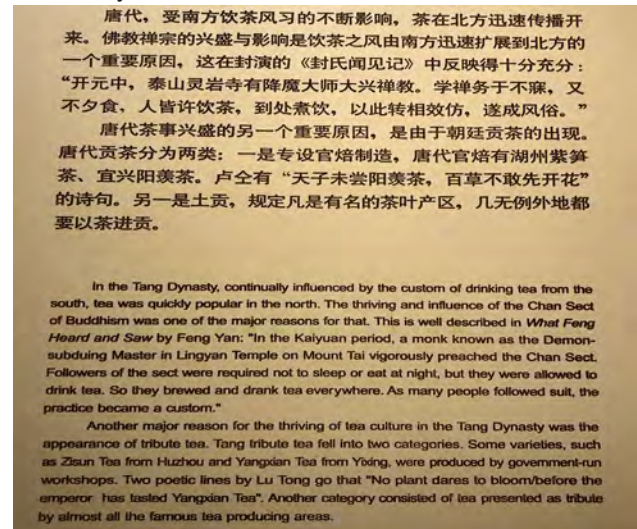 唐代，受南方饮茶风习的不断影响，茶在北方迅速传播开
来。佛教禅宗的兴盛与影响是饮茶之风由南方迅速扩展到北方的
一个重要原因，这在封演的《封氏闻见记》中反映得十分充分：
“开元中，泰山灵岩寺有降魔大师大兴禅教。学禅务于不寐，又
不夕食，人皆许饮茶，到处煮饮，以此转相效仿，遂成风俗。”
唐代茶事兴盛的另一个重要原因，是由于朝廷贡茶的出现。
唐代贡茶分为两类：一是专设官焙制造，唐代官焙有湖州紫笋
茶、宜兴阳羡茶。卢仝有“天子未尝阳羡茶，百草不敢先开花”
的诗句。另一是土贡，规定凡是有名的茶叶产区，几无例外地都
要以茶进贡。
In the Tang Dynasty, continually influenced by the custom of drinking tea from the
south, tea was quickly popular in the north. The thriving and influence of the Chan Sect
of Buddhism was one of the major reasons for that. This is well described in What Feng
Heard and Saw by Feng Yan: "In the Kaiyuan period, a monk known as the Demon-
subduing Master in Lingyan Temple on Mount Tai vigorously preached the Chan Sect.
Followers of the sect were required not to sleep or eat at night, but they were allowed to
drink tea. So they brewed and drank tea everywhere. As many people followed suit, the
practice became a custom."
Another major reason for the thriving of tea culture in the Tang Dynasty was the
appearance of tribute tea. Tang tribute tea fell into two categories. Some varieties, such
as Zisun Tea from Huzhou and Yangxian Tea from Yixing, were produced by government-run
workshops. Two poetic lines by Lu Tong go that "No plant dares to bloom/before the
emperor has tasted Yangxian Tea". Another category consisted of tea presented as tribute
by almost all the famous tea producing areas.